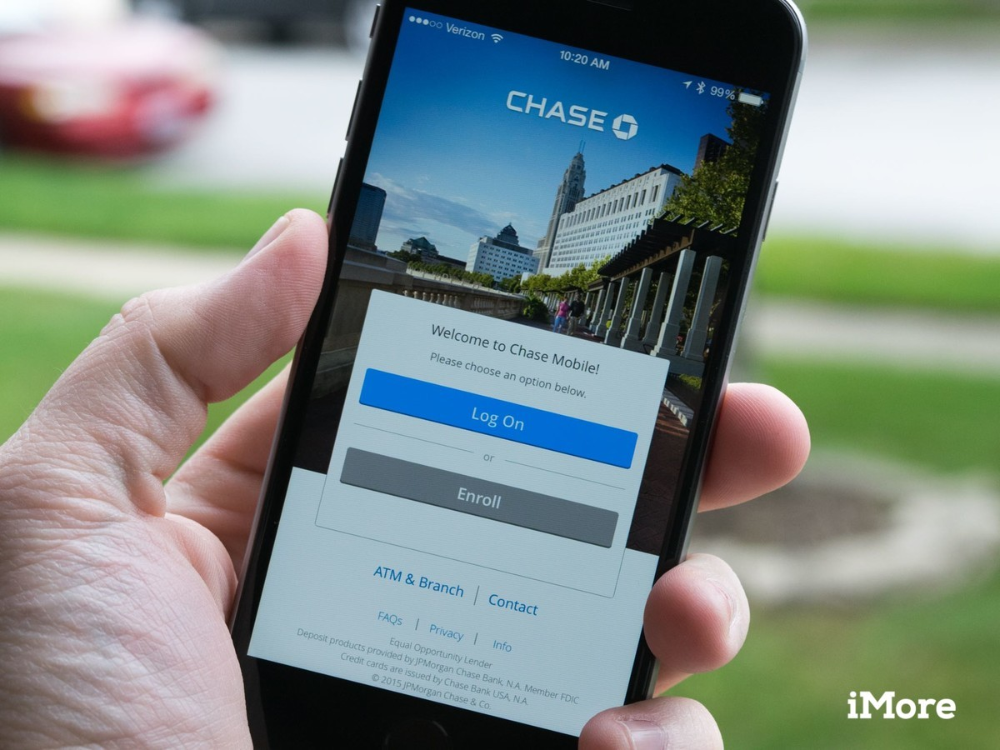 Verizon
10:20 AM
99%
CHASE
Welcome to Chase Mobile!
Please choose an option below.
Log On
or
Enroll
ATM & Branch | Contact
FAQs | Privacy | Info
Equal Opportunity Lender
Deposit products provided by JPMorgan Chase Bank, N.A. Member FDIC
Credit cards are issued by Chase Bank USA, N.A.
© 2015 JPMorgan Chase & Co.
iMore